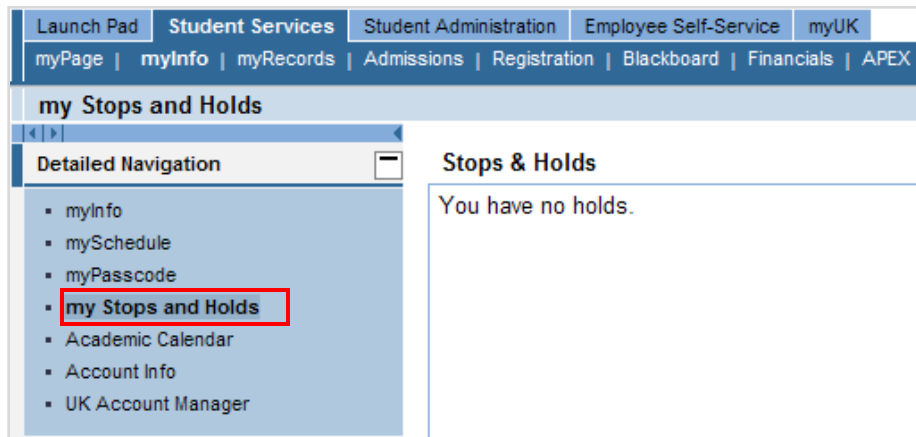 Launch Pad Student Services Student Administration Employee Self-Service myUK
myPage | myInfo | myRecords | Admissions | Registration | Blackboard | Financials | APEX
my Stops and Holds
Detailed Navigation
myInfo
mySchedule
myPasscode
my Stops and Holds
Academic Calendar
Account Info
UK Account Manager
Stops & Holds
You have no holds.